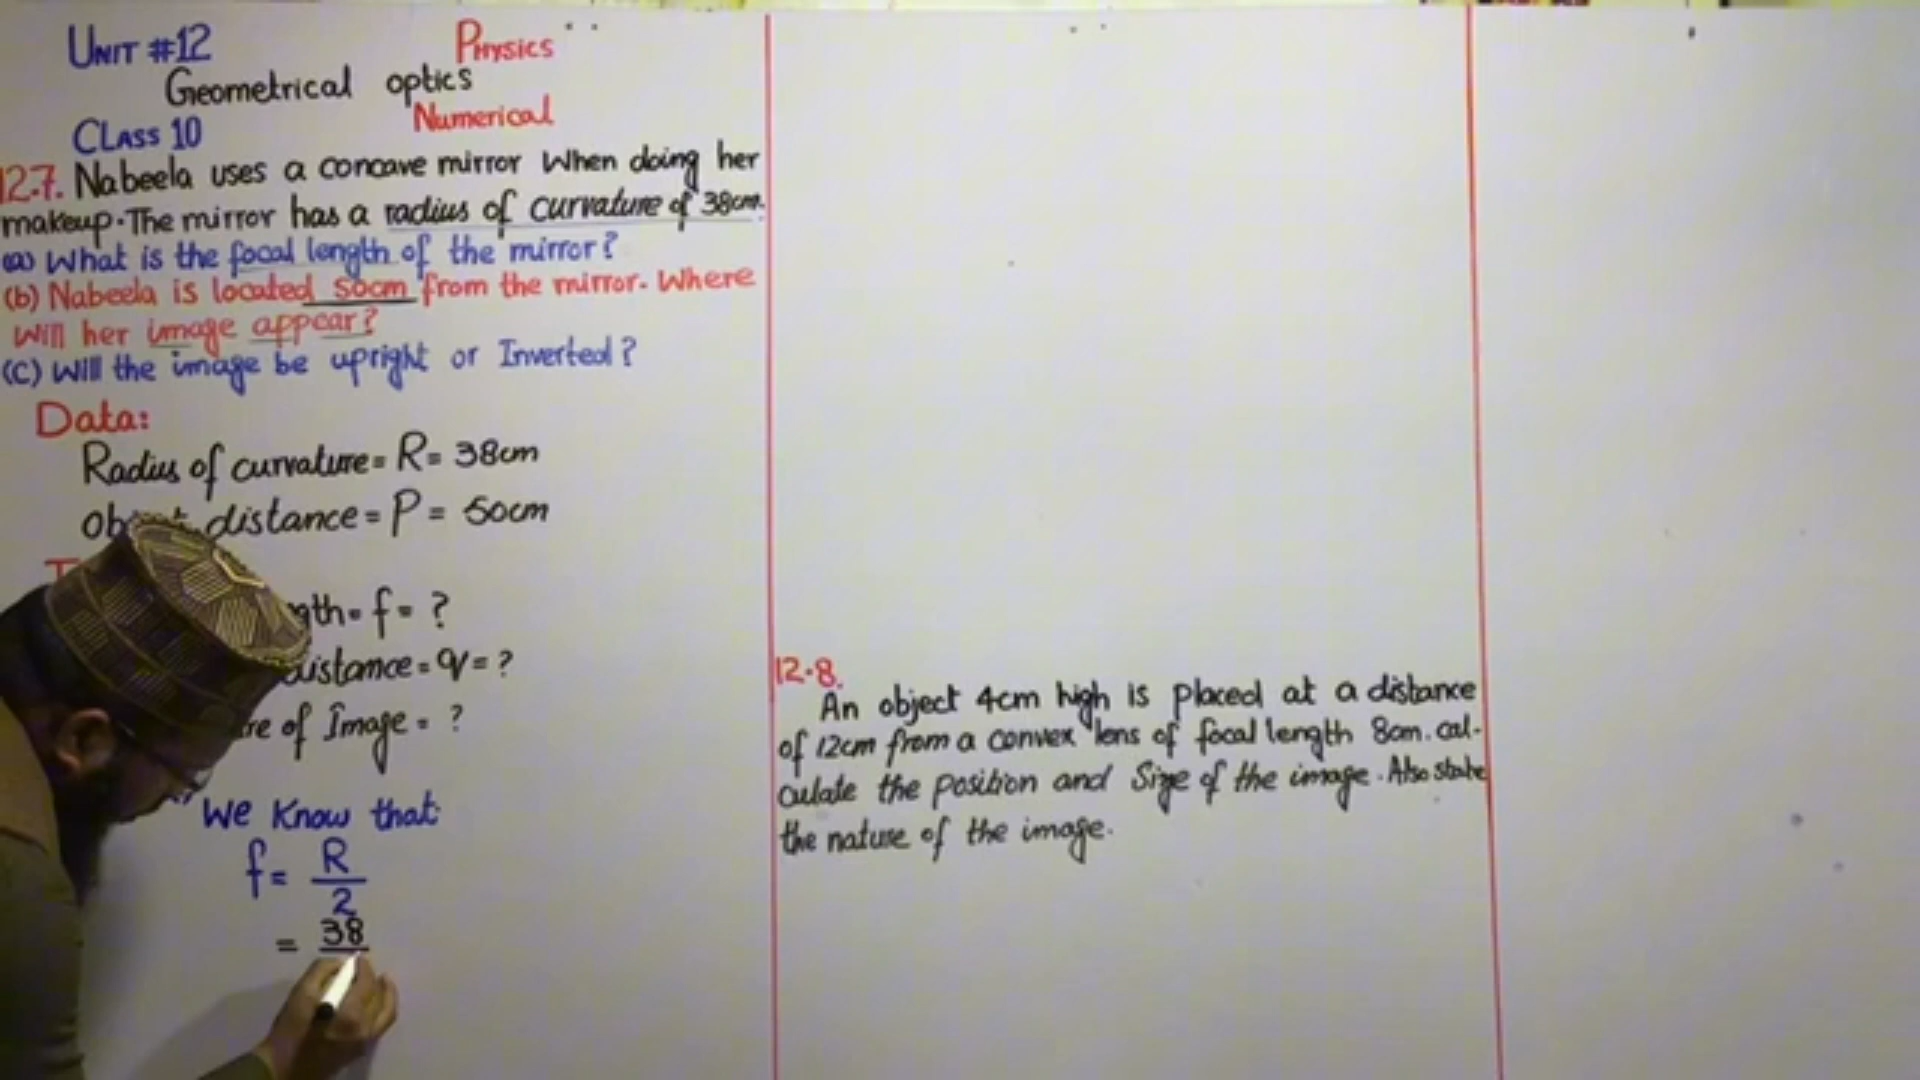 UNIT #12 Physics
Geometrical optics
Numerical
CLASS 10
12.7. Nabeela uses a concave mirror When doing her
makeup. The mirror has a radius of curvature of 38cm.
(a) What is the focal length of the mirror?
(b) Nabeela is located 50cm from the mirror. Where
Will her image appear?
(C) Will the image be upright or Inverted?
Data:
Radius of curvature = R = 38cm
distance = P = 50cm
= f = ?
distance = q = ?
of Image = ?
We Know that
f = R
2
= 38
12.8.
An object 4cm high is placed at a distance
of 12cm from a convex lens of focal length 8cm. cal-
culate the position and Size of the image. Also state
the nature of the image.